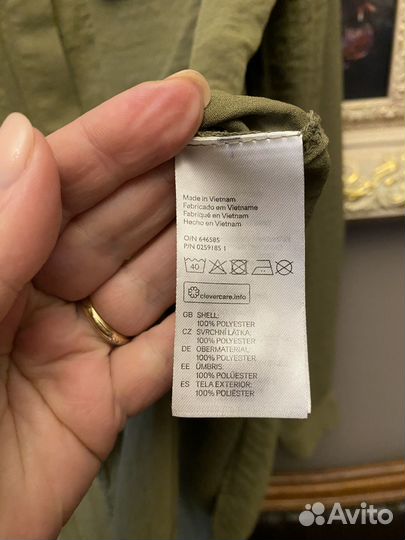 Made in Vietnam
Fabricado em Vietname
Fabriqué en Vietnam
Hecho en Vietnam
O/N 646585
P/N 0259185 1
40
clevercare.info
GB SHELL:
100% POLYESTER
CZ SVRCHNÍ LÁTKA:
100% POLYESTER
DE OBERMATERIAL:
100% POLYESTER
EE ÜMBRIS:
100% POLÜESTER
ES TELA EXTERIOR:
100% POLIÉSTER
Avito